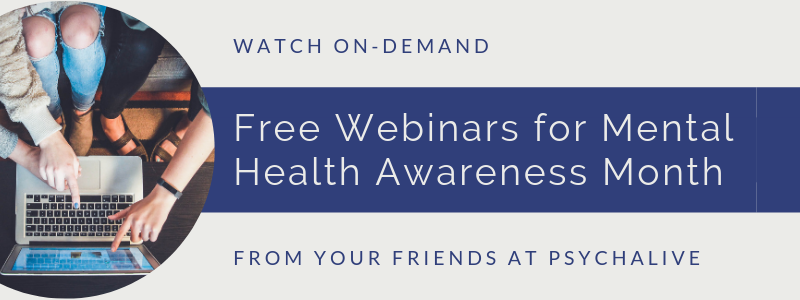 WATCH ON-DEMAND
Free Webinars for Mental
Health Awareness Month
FROM YOUR FRIENDS AT PSYCHALIVE